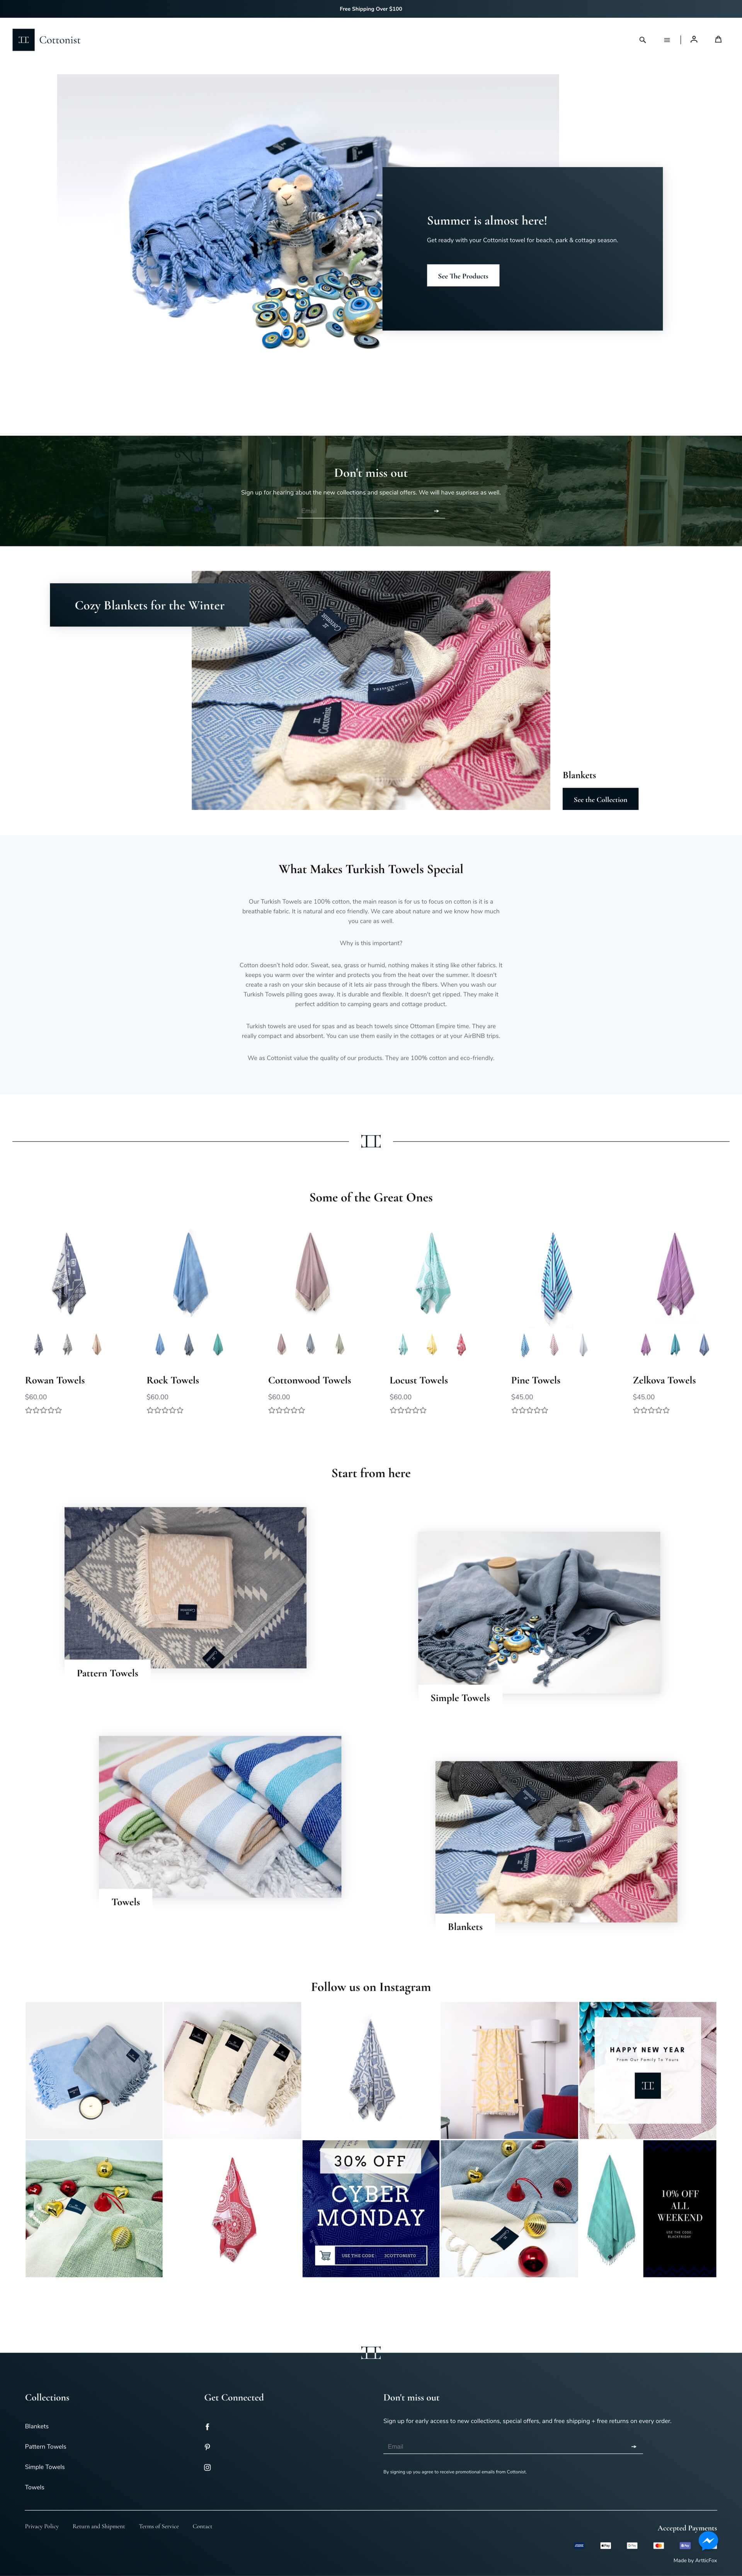 Free Shipping Over $100
Cottonist
Summer is almost here!
Get ready with your Cottonist towel for beach, park & cottage season.
See The Products
Don't miss out
Sign up for hearing about the new collections and special offers. We will have suprises as well.
Email
Cozy Blankets for the Winter
Cottonist
Cottonist
Blankets
See the Collection
What Makes Turkish Towels Special
Our Turkish Towels are 100% cotton, the main reason is for us to focus on cotton is it is a
breathable fabric. It is natural and eco friendly. We care about nature and we know how much
you care as well.
Why is this important?
Cotton doesn't hold odor. Sweat, sea, grass or humid, nothing makes it sting like other fabrics. It
keeps you warm over the winter and protects you from the heat over the summer. It doesn't
create a rash on your skin because of it lets air pass through the fibers. When you wash our
Turkish Towels pilling goes away. It is durable and flexible. It doesn't get ripped. They make it
perfect addition to camping gears and cottage product.
Turkish towels are used for spas and as beach towels since Ottoman Empire time. They are
really compact and absorbent. You can use them easily in the cottages or at your AirBNB trips.
We as Cottonist value the quality of our products. They are 100% cotton and eco-friendly.
Some of the Great Ones
Rowan Towels
$60.00
Rock Towels
$60.00
Cottonwood Towels
$60.00
Locust Towels
$60.00
Pine Towels
$45.00
Zelkova Towels
$45.00
Start from here
Pattern Towels
Simple Towels
Towels
Blankets
Follow us on Instagram
HAPPY NEW YEAR
From Our Family To Yours
30% OFF
CYBER
MONDAY
USE THE CODE :
10% OFF
ALL
WEEKEND
USE THE CODE:
BLACKFRIDAY
Collections
Blankets
Pattern Towels
Simple Towels
Towels
Get Connected
Don't miss out
Sign up for early access to new collections, special offers, and free shipping + free returns on every order.
Email
By signing up you agree to receive promotional emails from Cottonist.
Privacy Policy
Return and Shipment
Terms of Service
Contact
Accepted Payments
Made by ArtticFox